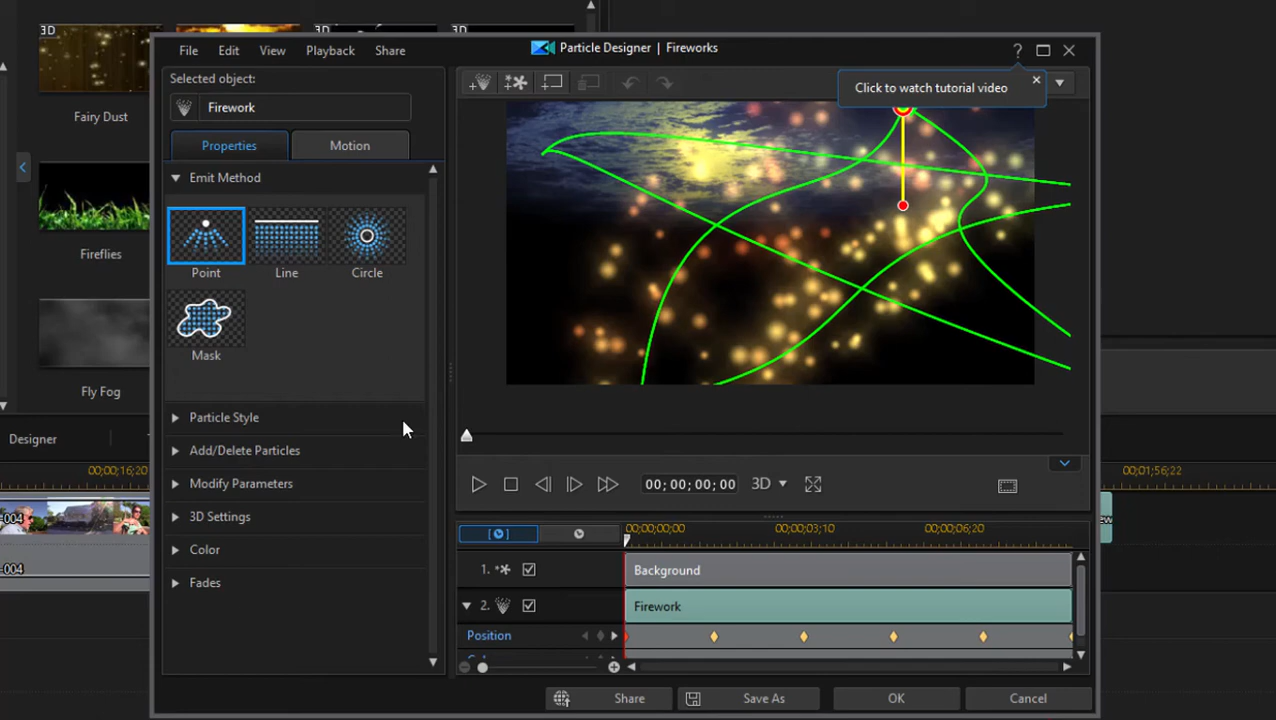 3D
3D
3D
Fairy Dust
Fireflies
Fly Fog
Designer
00;00;16;20
00;01;56;22
-004
-004
Particle Designer | Fireworks
?
File Edit View Playback Share
Click to watch tutorial video
Selected object:
Firework
Properties Motion
Emit Method
Point Line Circle
Mask
Particle Style
Add/Delete Particles
Modify Parameters
3D Settings
Color
Fades
00; 00; 00; 00 3D
00;00;00;00 00;00;03;10 00;00;06;20
1. Background
2. Firework
Position
Share Save As OK Cancel